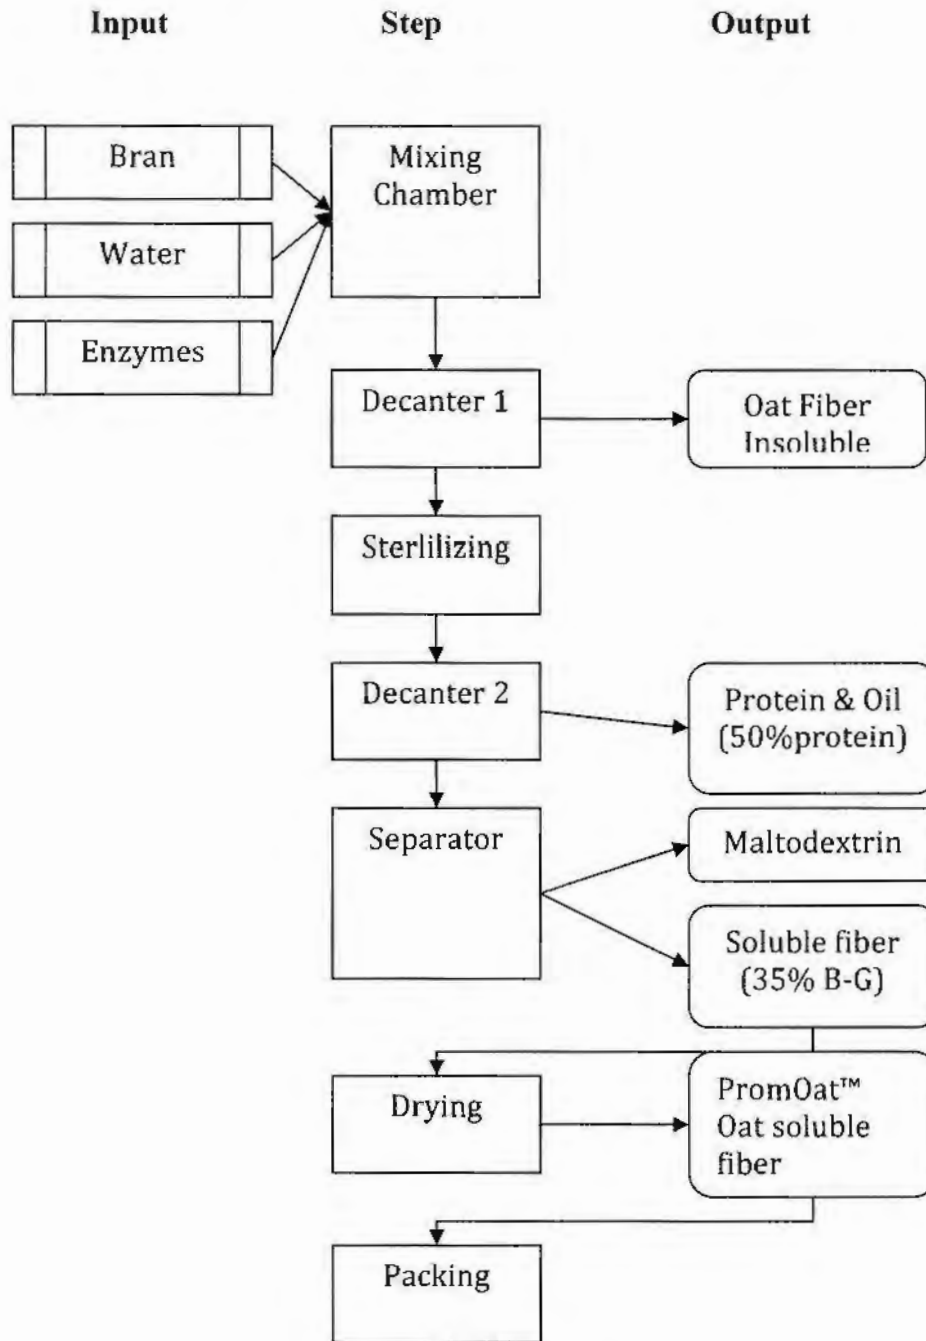 Input Step Output
Bran
Mixing
Chamber
Water
Enzymes
Decanter 1
Oat Fiber
Insoluble
Sterlilizing
Decanter 2
Protein & Oil
(50%protein)
Separator
Maltodextrin
Soluble fiber
(35% B-G)
Drying
PromOat™
Oat soluble
fiber
Packing